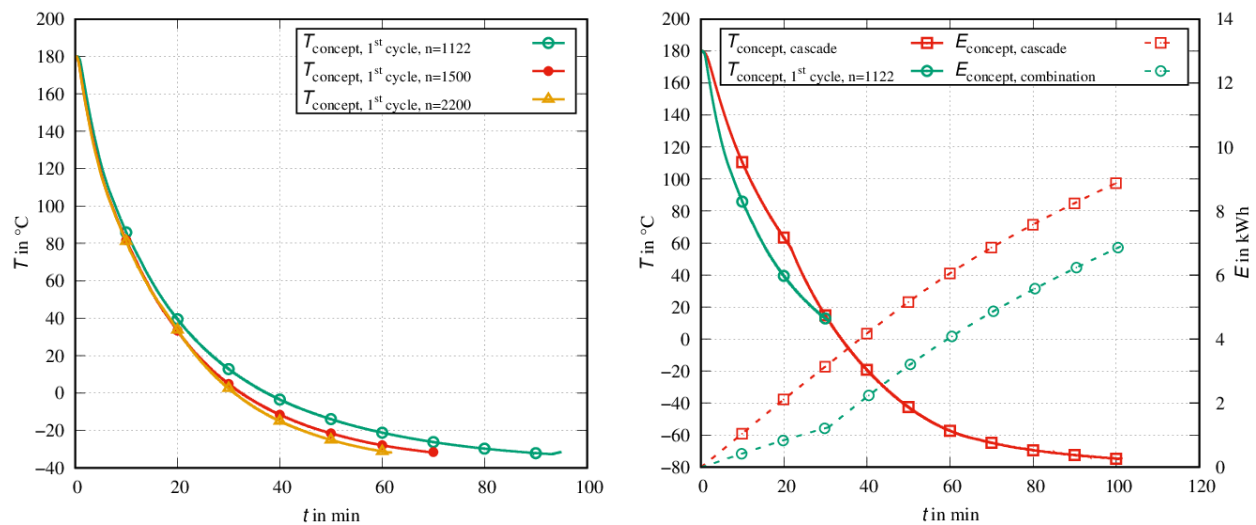 200
180
160
140
120
100
80
60
40
20
0
−20
−40
T in °C
0 20 40 60 80 100
t in min
Tconcept, 1st cycle, n=1122
Tconcept, 1st cycle, n=1500
Tconcept, 1st cycle, n=2200
200
180
160
140
120
100
80
60
40
20
0
−20
−40
−60
−80
T in °C
0 20 40 60 80 100 120
t in min
Tconcept, cascade
Tconcept, 1st cycle, n=1122
Econcept, cascade
Econcept, combination
14
12
10
8
6
4
2
0
E in kWh